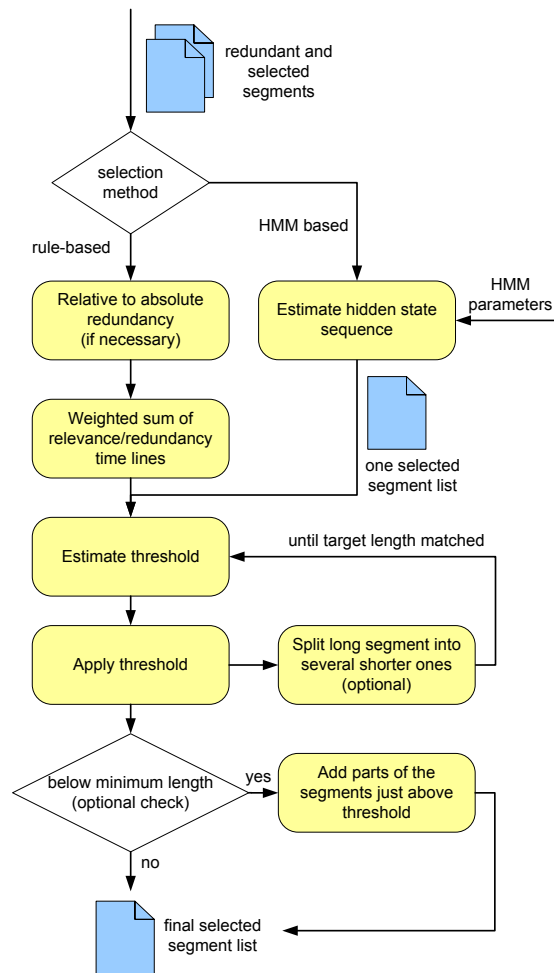 redundant and
selected
segments
selection
method
rule-based
HMM based
Relative to absolute
redundancy
(if necessary)
Estimate hidden state
sequence
HMM
parameters
Weighted sum of
relevance/redundancy
time lines
one selected
segment list
Estimate threshold
until target length matched
Apply threshold
Split long segment into
several shorter ones
(optional)
below minimum length
(optional check)
yes
Add parts of the
segments just above
threshold
no
final selected
segment list